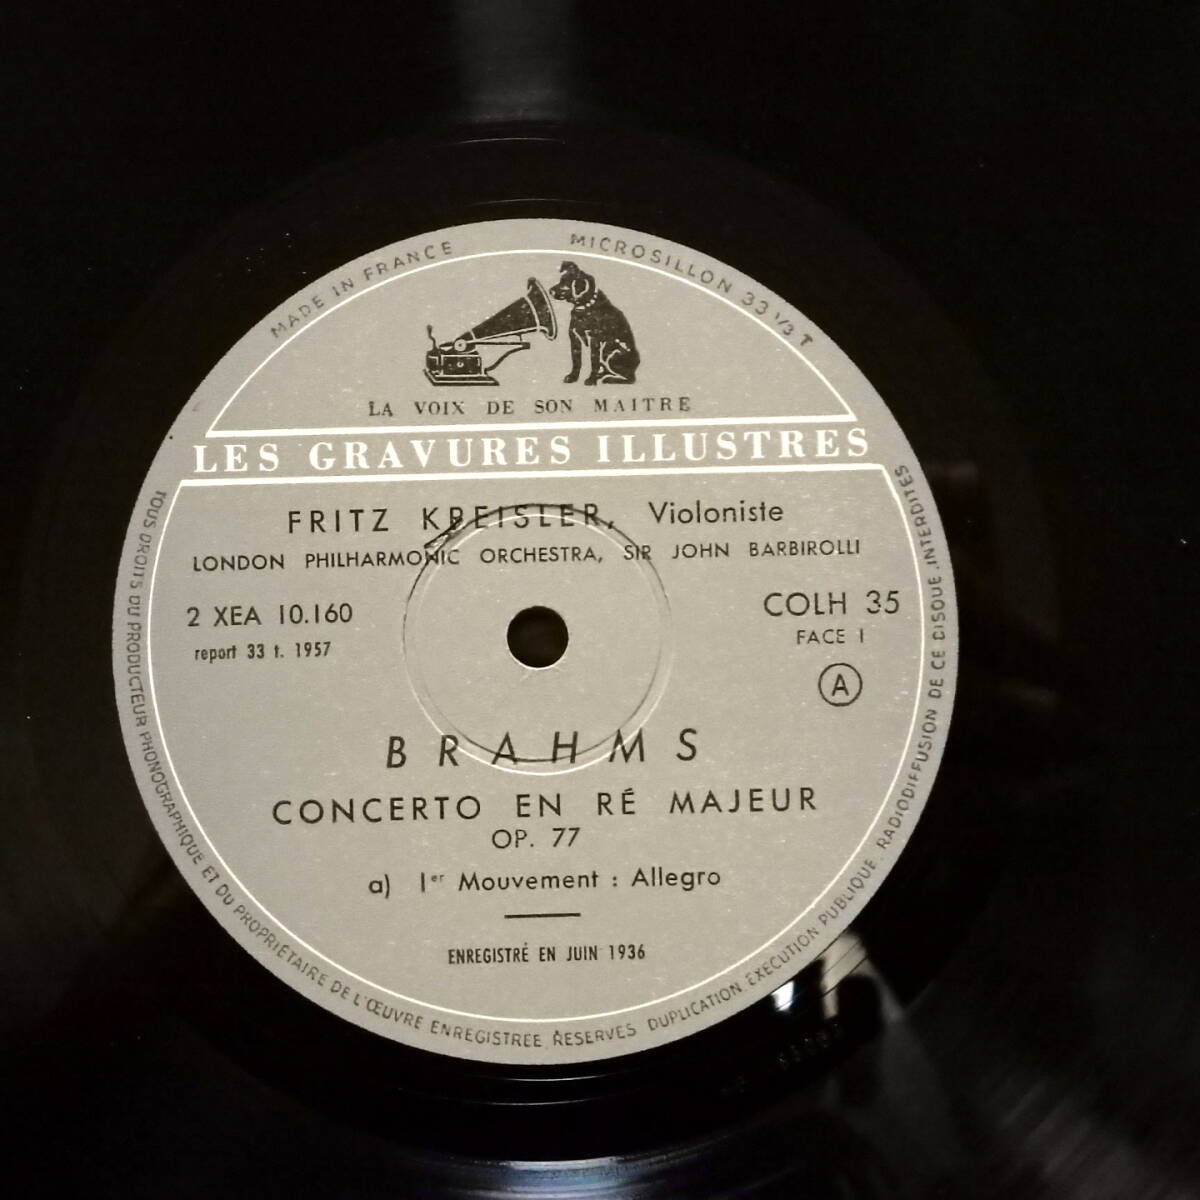 MADE IN FRANCE
MICROSILLON 33 1/3 T
LA VOIX DE SON MAITRE
LES GRAVURES ILLUSTRES
FRITZ KREISLER, Violoniste
LONDON PHILHARMONIC ORCHESTRA, SIR JOHN BARBIROLLI
2 XEA 10.160
report 33 t. 1957
COLH 35
FACE 1
A
BRAHMS
CONCERTO EN RÉ MAJEUR
OP. 77
a) 1er Mouvement : Allegro
ENREGISTRÉ EN JUIN 1936
TOUS DROITS DU PRODUCTEUR PHONOGRAPHIQUE ET DU PROPRIÉTAIRE DE L'ŒUVRE ENREGISTRÉE RÉSERVÉS DUPLICATION. EXÉCUTION PUBLIQUE. RADIODIFFUSION DE CE DISQUE INTERDITES